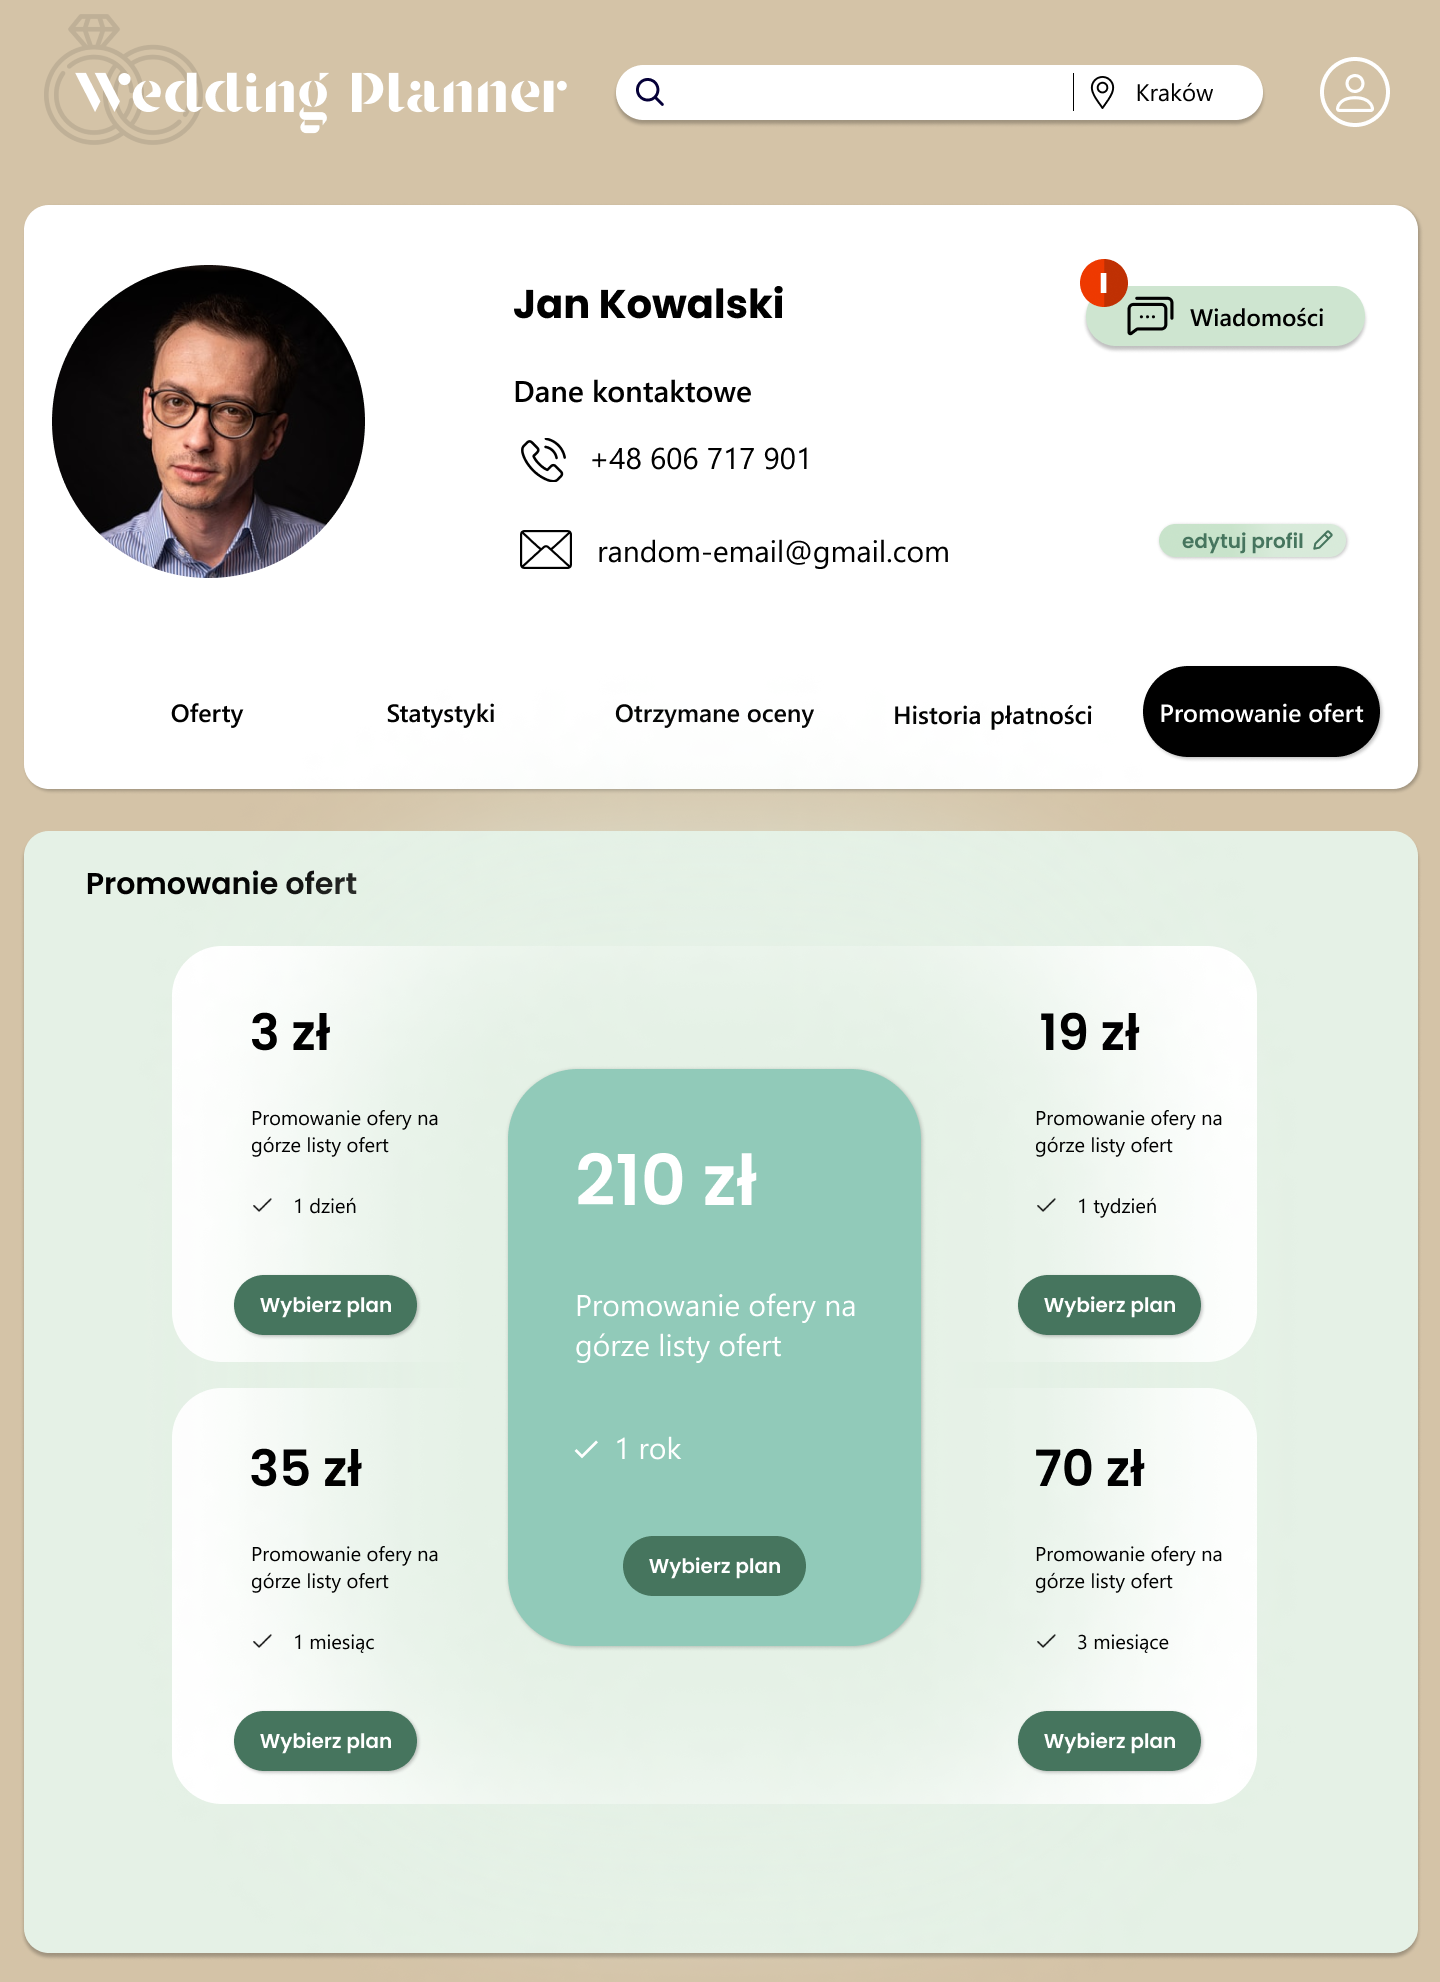 Wedding Planner
Kraków
Jan Kowalski
I
Wiadomości
Dane kontaktowe
+48 606 717 901
random-email@gmail.com
edytuj profil
Oferty
Statystyki
Otrzymane oceny
Historia płatności
Promowanie ofert
Promowanie ofert
3 zł
Promowanie ofery na
górze listy ofert
1 dzień
Wybierz plan
210 zł
Promowanie ofery na
górze listy ofert
1 rok
Wybierz plan
19 zł
Promowanie ofery na
górze listy ofert
1 tydzień
Wybierz plan
35 zł
Promowanie ofery na
górze listy ofert
1 miesiąc
Wybierz plan
70 zł
Promowanie ofery na
górze listy ofert
3 miesiące
Wybierz plan